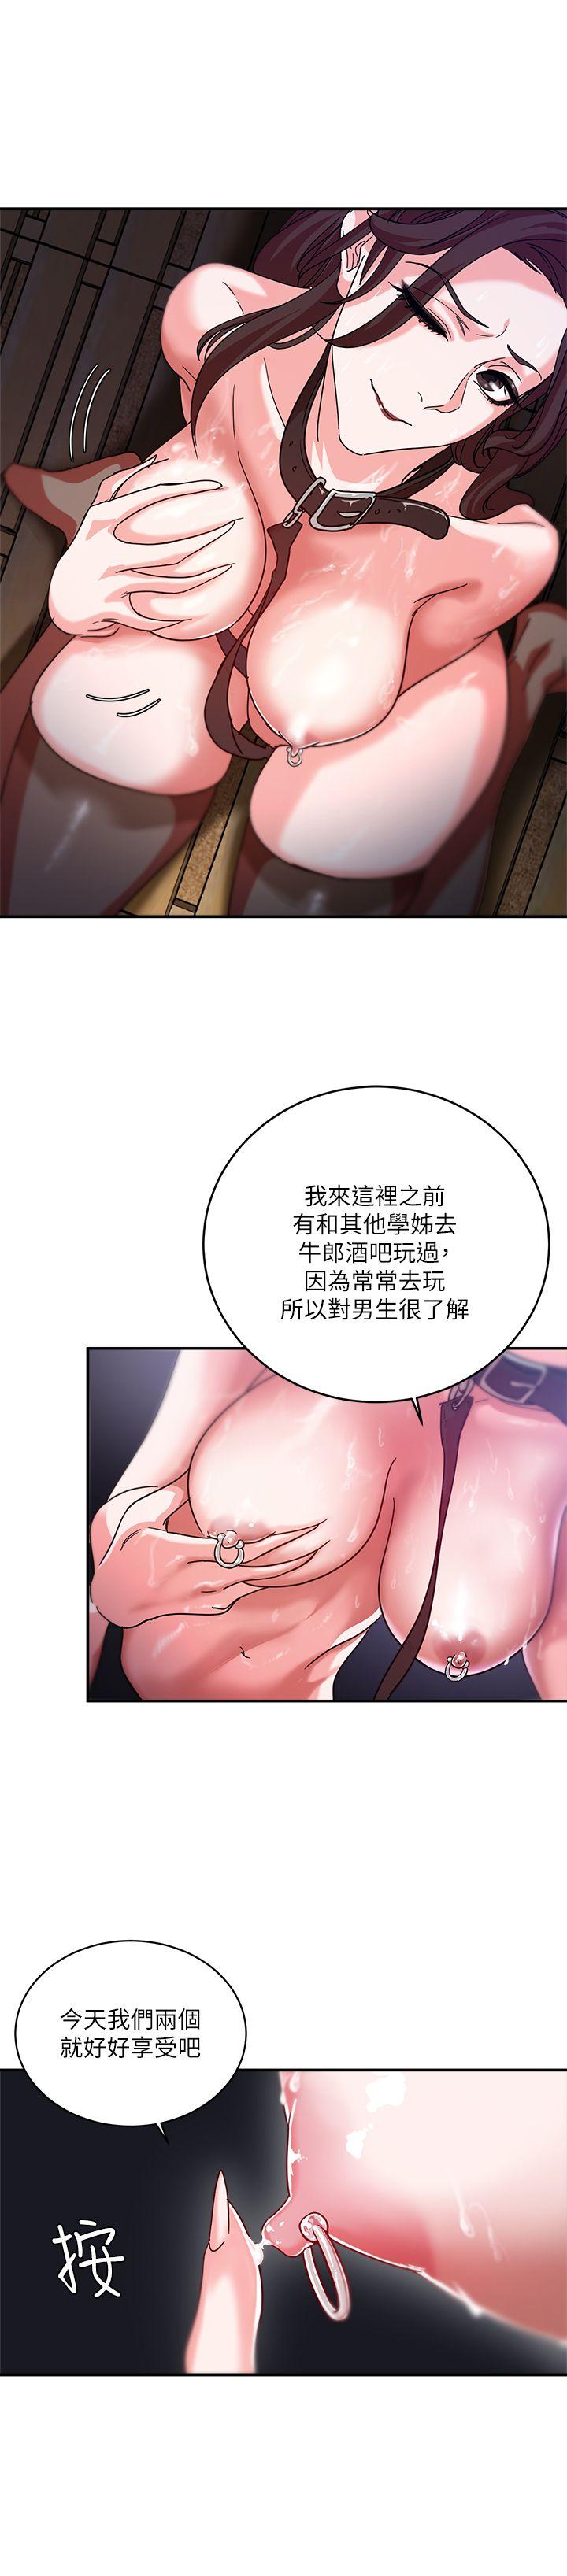 我來這裡之前
有和其他學姊去
牛郎酒吧玩過,
因為常常去玩
所以對男生很了解
今天我們兩個
就好好享受吧
按